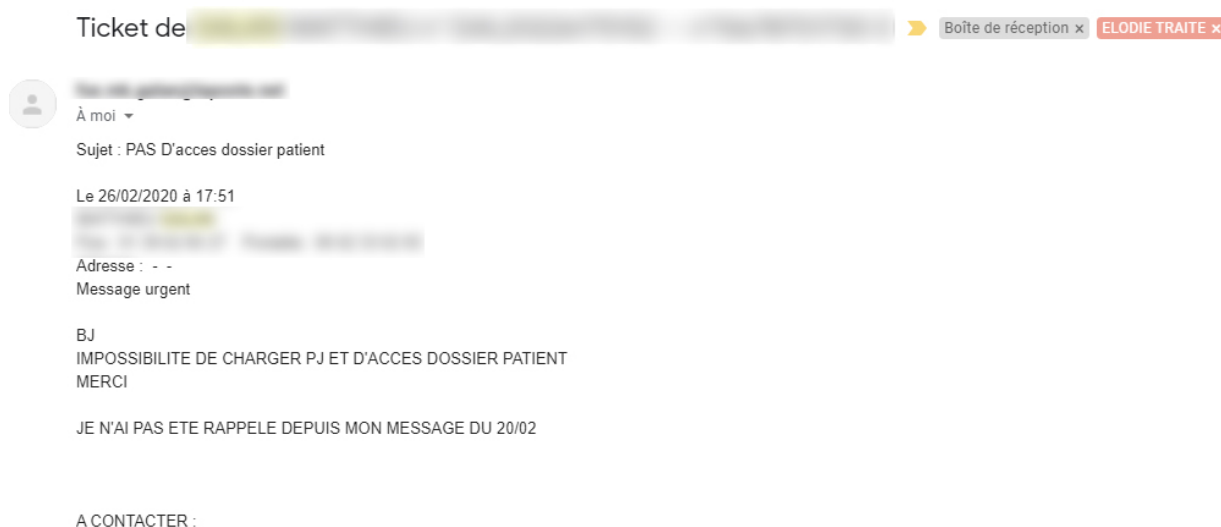 Ticket de
Boîte de réception x
ELODIE TRAITE x
À moi
Sujet : PAS D'acces dossier patient
Le 26/02/2020 à 17:51
Adresse : - -
Message urgent
BJ
IMPOSSIBILITE DE CHARGER PJ ET D'ACCES DOSSIER PATIENT
MERCI
JE N'AI PAS ETE RAPPELE DEPUIS MON MESSAGE DU 20/02
A CONTACTER :